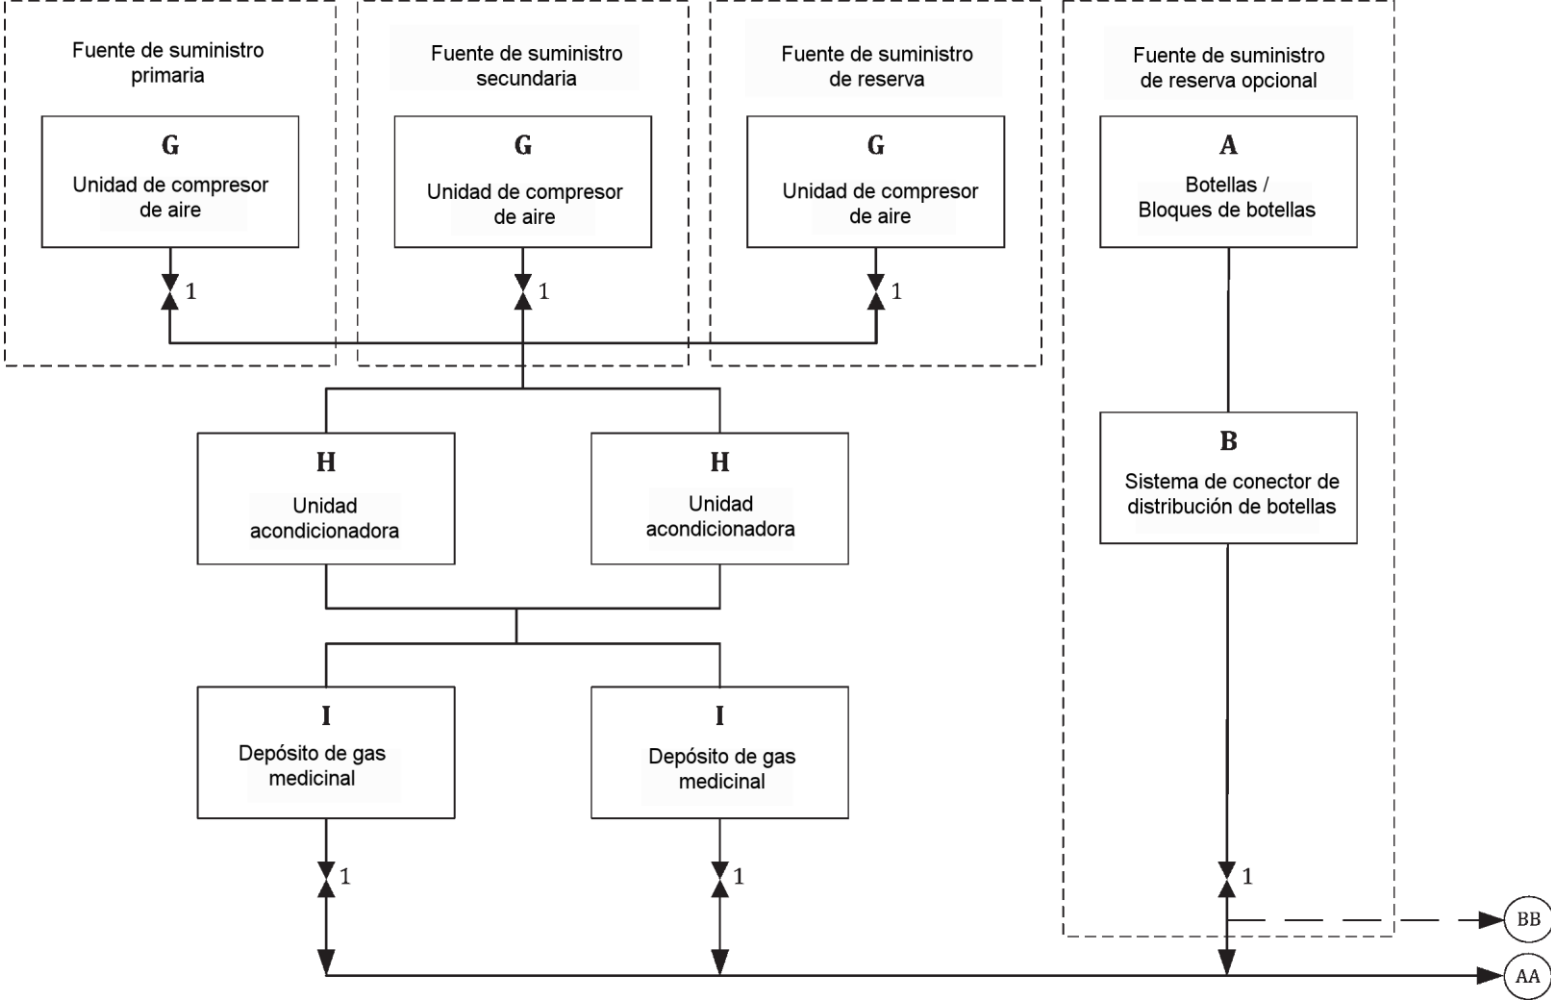 Fuente de suministro
primaria
Fuente de suministro
secundaria
Fuente de suministro
de reserva
Fuente de suministro
de reserva opcional
G
Unidad de compresor
de aire
G
Unidad de compresor
de aire
G
Unidad de compresor
de aire
A
Botellas /
Bloques de botellas
1
1
1
H
Unidad
acondicionadora
H
Unidad
acondicionadora
B
Sistema de conector de
distribución de botellas
I
Depósito de gas
medicinal
I
Depósito de gas
medicinal
1
1
1
BB
AA